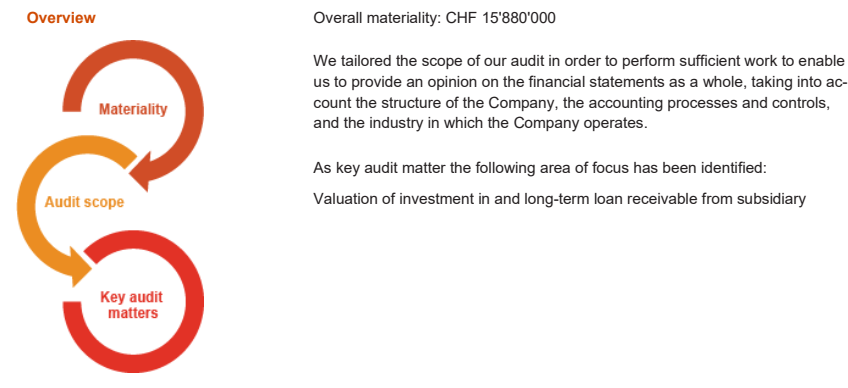 Overview
Overall materiality: CHF 15'880'000
Materiality
We tailored the scope of our audit in order to perform sufficient work to enable
us to provide an opinion on the financial statements as a whole, taking into ac-
count the structure of the Company, the accounting processes and controls,
and the industry in which the Company operates.
Audit scope
As key audit matter the following area of focus has been identified:
Valuation of investment in and long-term loan receivable from subsidiary
Key audit
matters